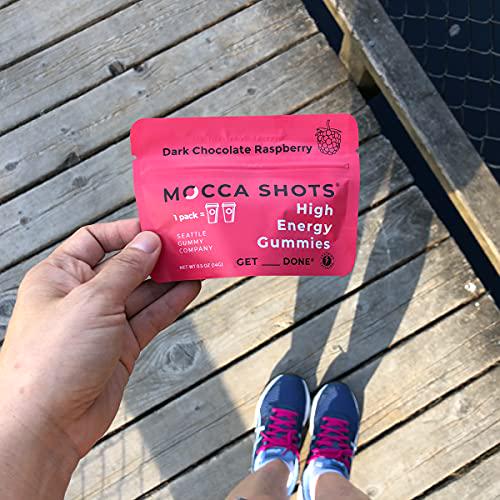 Dark Chocolate Raspberry
MOCCA SHOTS®
1 pack =
High
Energy
Gummies
SEATTLE
GUMMY
COMPANY
NET WT 0.5 OZ (14G)
GET ___ DONE®